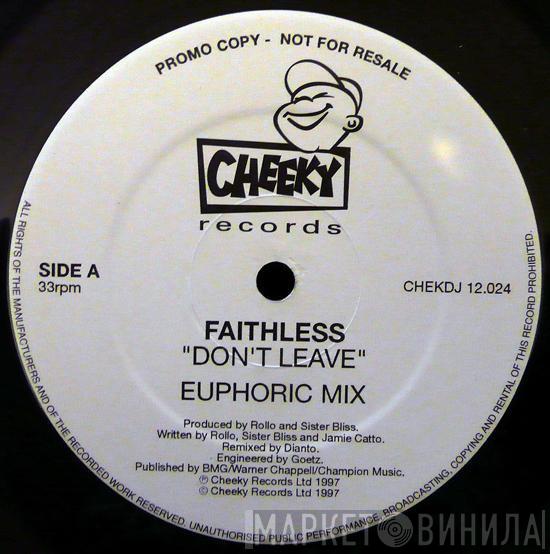 PROMO COPY - NOT FOR RESALE
CHEEKY
records
SIDE A
33rpm
CHEKDJ 12.024
FAITHLESS
"DON'T LEAVE"
EUPHORIC MIX
Produced by Rollo and Sister Bliss.
Written by Rollo, Sister Bliss and Jamie Catto.
Remixed by Dianto.
Engineered by Goetz.
Published by BMG/Warner Chappell/Champion Music.
℗ Cheeky Records Ltd 1997
© Cheeky Records Ltd 1997
ALL RIGHTS OF THE MANUFACTURERS AND OF THE RECORDED WORK RESERVED. UNAUTHORISED PUBLIC PERFORMANCE, BROADCASTING, COPYING AND RENTAL OF THIS RECORD PROHIBITED.
МАРКЕТ ВИНИЛА